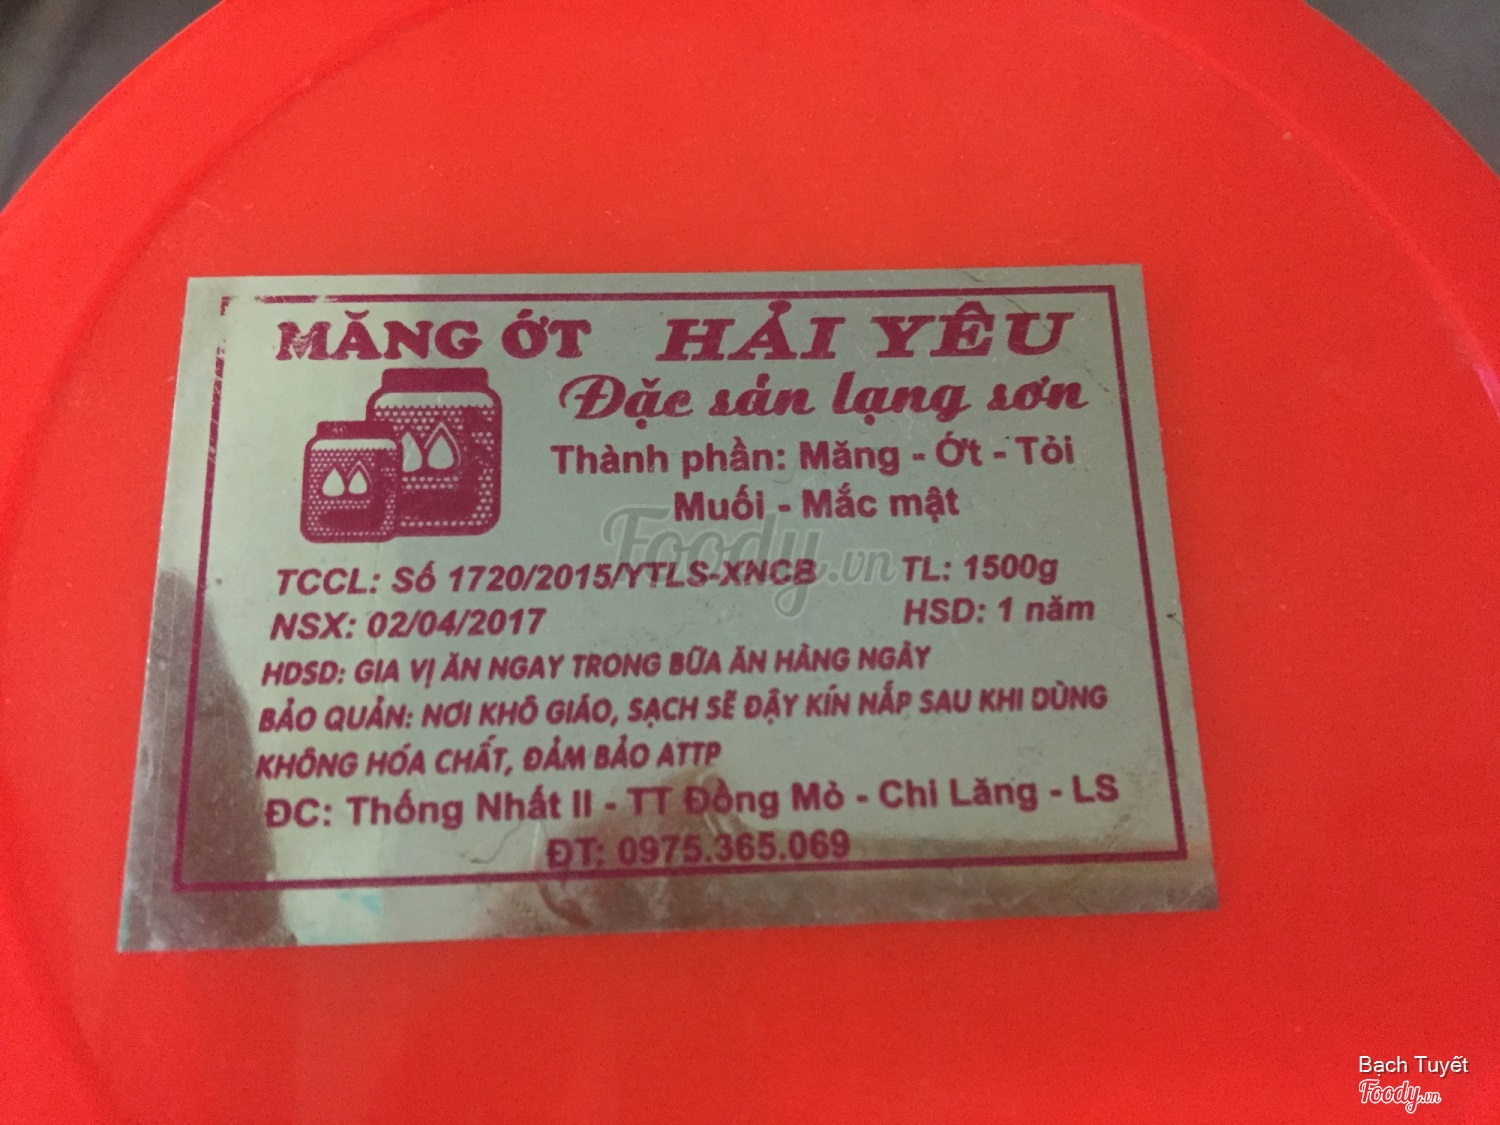 MĂNG ỚT HẢI YÊU
Đặc sản lạng sơn
Thành phần: Măng - Ớt - Tỏi
Muối - Mắc mật
TCCL: Số 1720/2015/YTLS-XNCB TL: 1500g
NSX: 02/04/2017 HSD: 1 năm
HDSD: GIA VỊ ĂN NGAY TRONG BỮA ĂN HÀNG NGÀY
BẢO QUẢN: NƠI KHÔ GIÁO, SẠCH SẼ ĐẬY KÍN NẮP SAU KHI DÙNG
KHÔNG HÓA CHẤT, ĐẢM BẢO ATTP
ĐC: Thống Nhất II - TT Đồng Mỏ - Chi Lăng - LS
ĐT: 0975.365.069
Foody.vn
Bạch Tuyết
Foody.vn